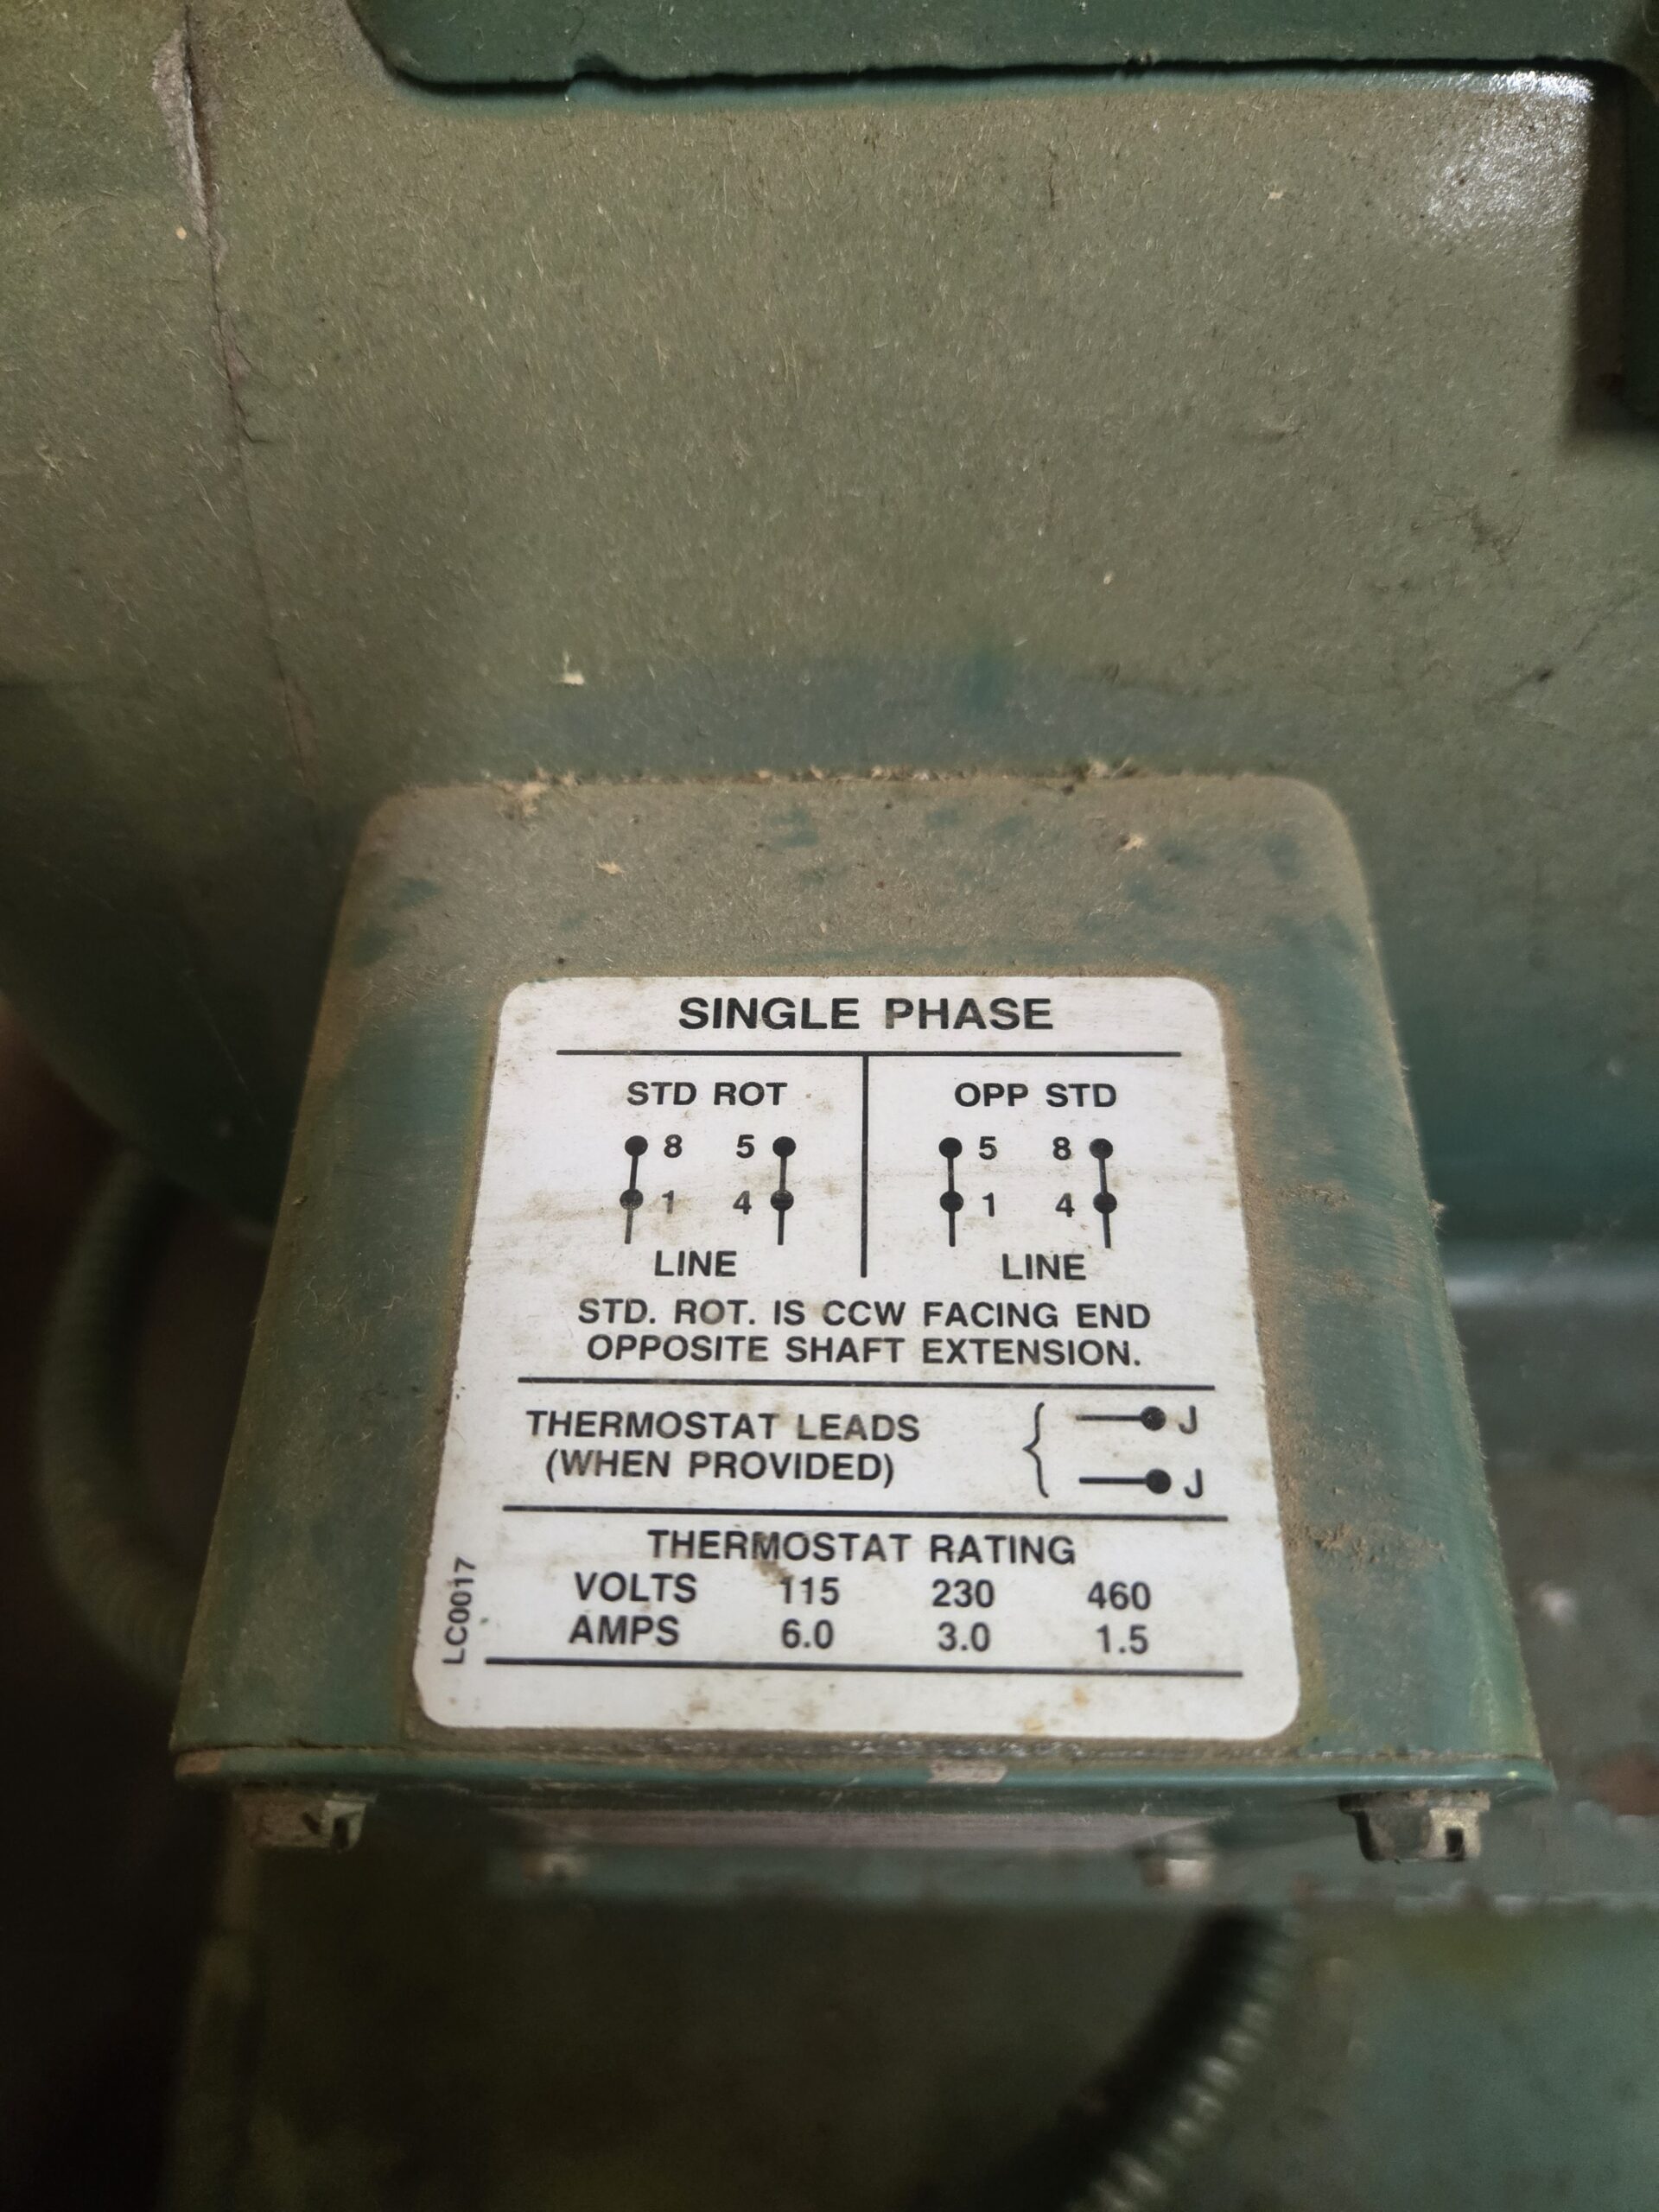 SINGLE PHASE
STD ROT
OPP STD
8 5
5 8
1 4
1 4
LINE
LINE
STD. ROT. IS CCW FACING END
OPPOSITE SHAFT EXTENSION.
THERMOSTAT LEADS
(WHEN PROVIDED)
J
J
THERMOSTAT RATING
VOLTS 115 230 460
AMPS 6.0 3.0 1.5
LC0017